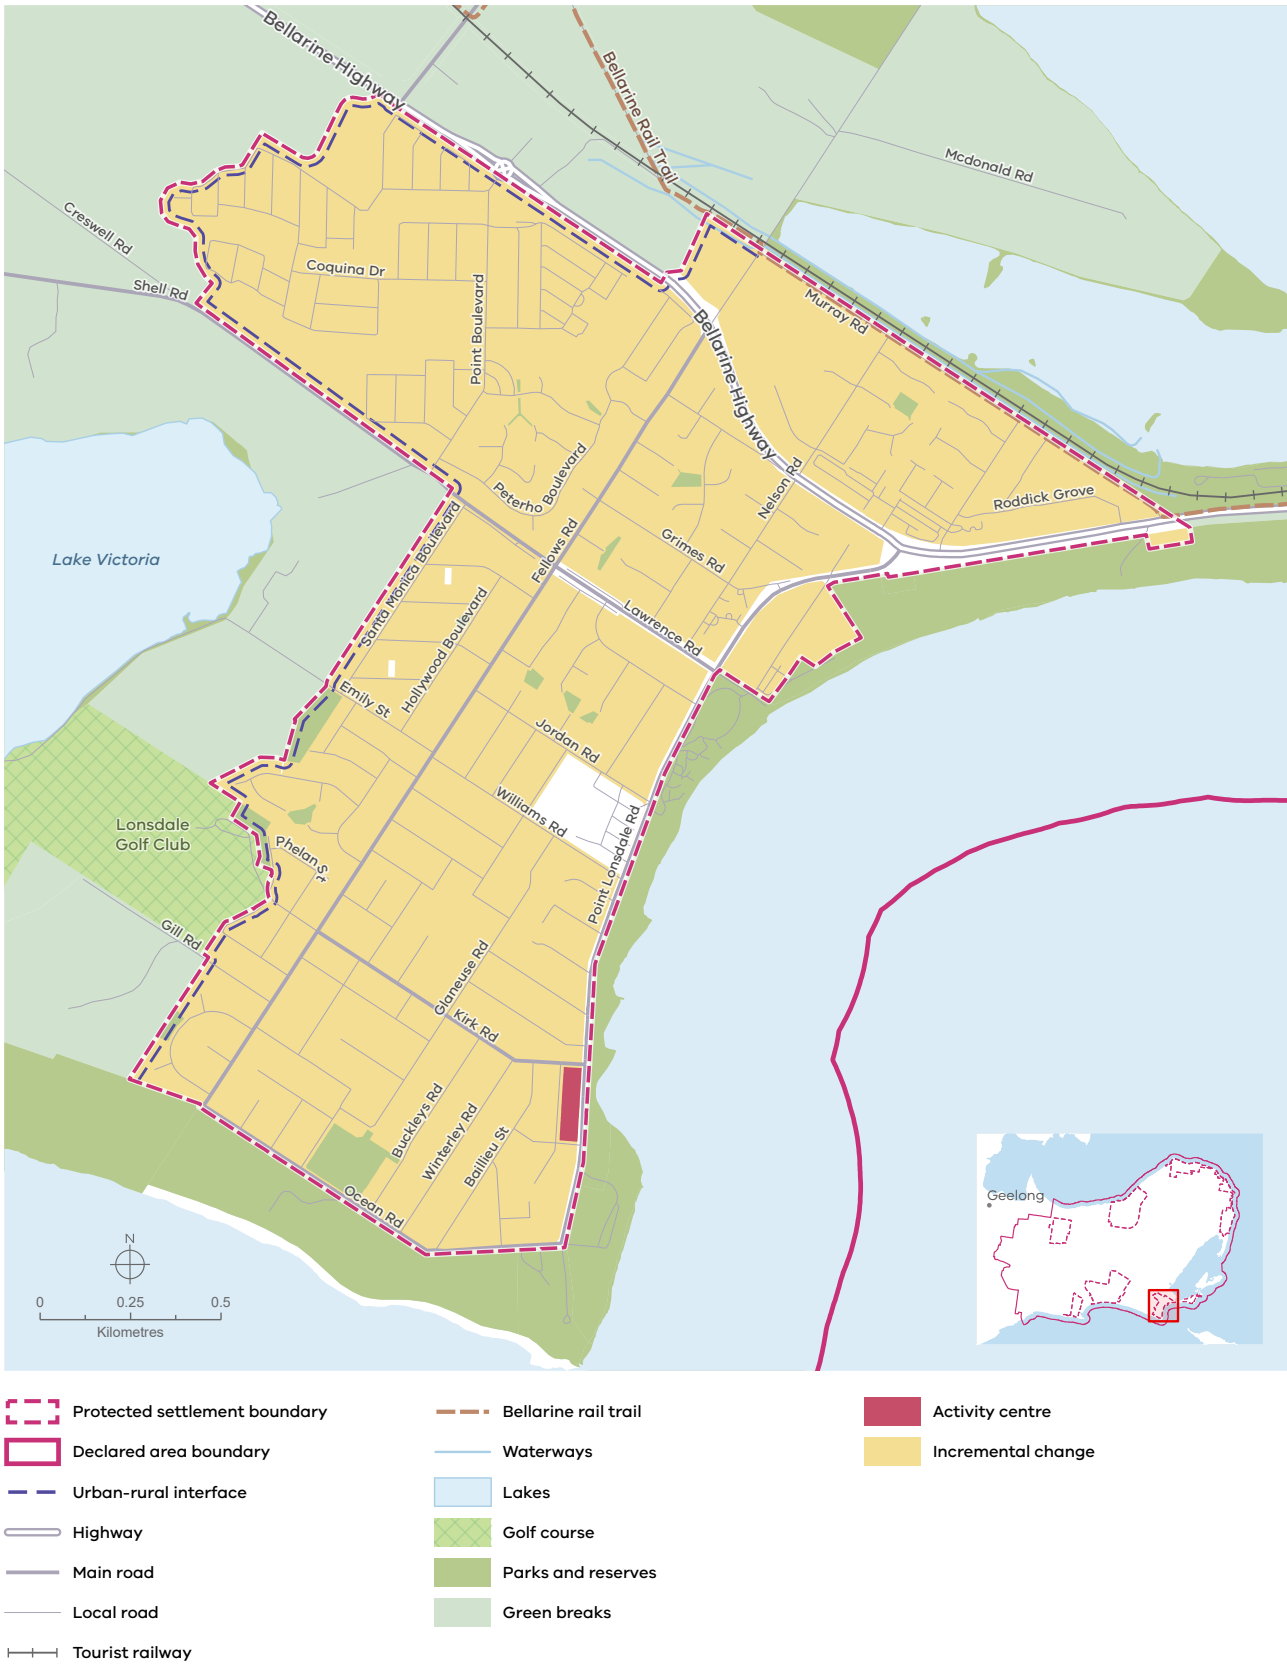 Bellarine Highway
Bellarine Rail Trail
Mcdonald Rd
Creswell Rd
Shell Rd
Coquina Dr
Point Boulevard
Murray Rd
Bellarine Highway
Peterho Boulevard
Nelson Rd
Roddick Grove
Santa Monica Boulevard
Fellows Rd
Grimes Rd
Lake Victoria
Hollywood Boulevard
Lawrence Rd
Emily St
Jordan Rd
Williams Rd
Point Lonsdale Rd
Lonsdale
Golf Club
Phelan St
Gill Rd
Glaneuse Rd
Kirk Rd
Buckleys Rd
Winterley Rd
Baillieu St
Ocean Rd
Geelong
N
0 0.25 0.5
Kilometres
Protected settlement boundary
Declared area boundary
Urban-rural interface
Highway
Main road
Local road
Tourist railway
Bellarine rail trail
Waterways
Lakes
Golf course
Parks and reserves
Green breaks
Activity centre
Incremental change